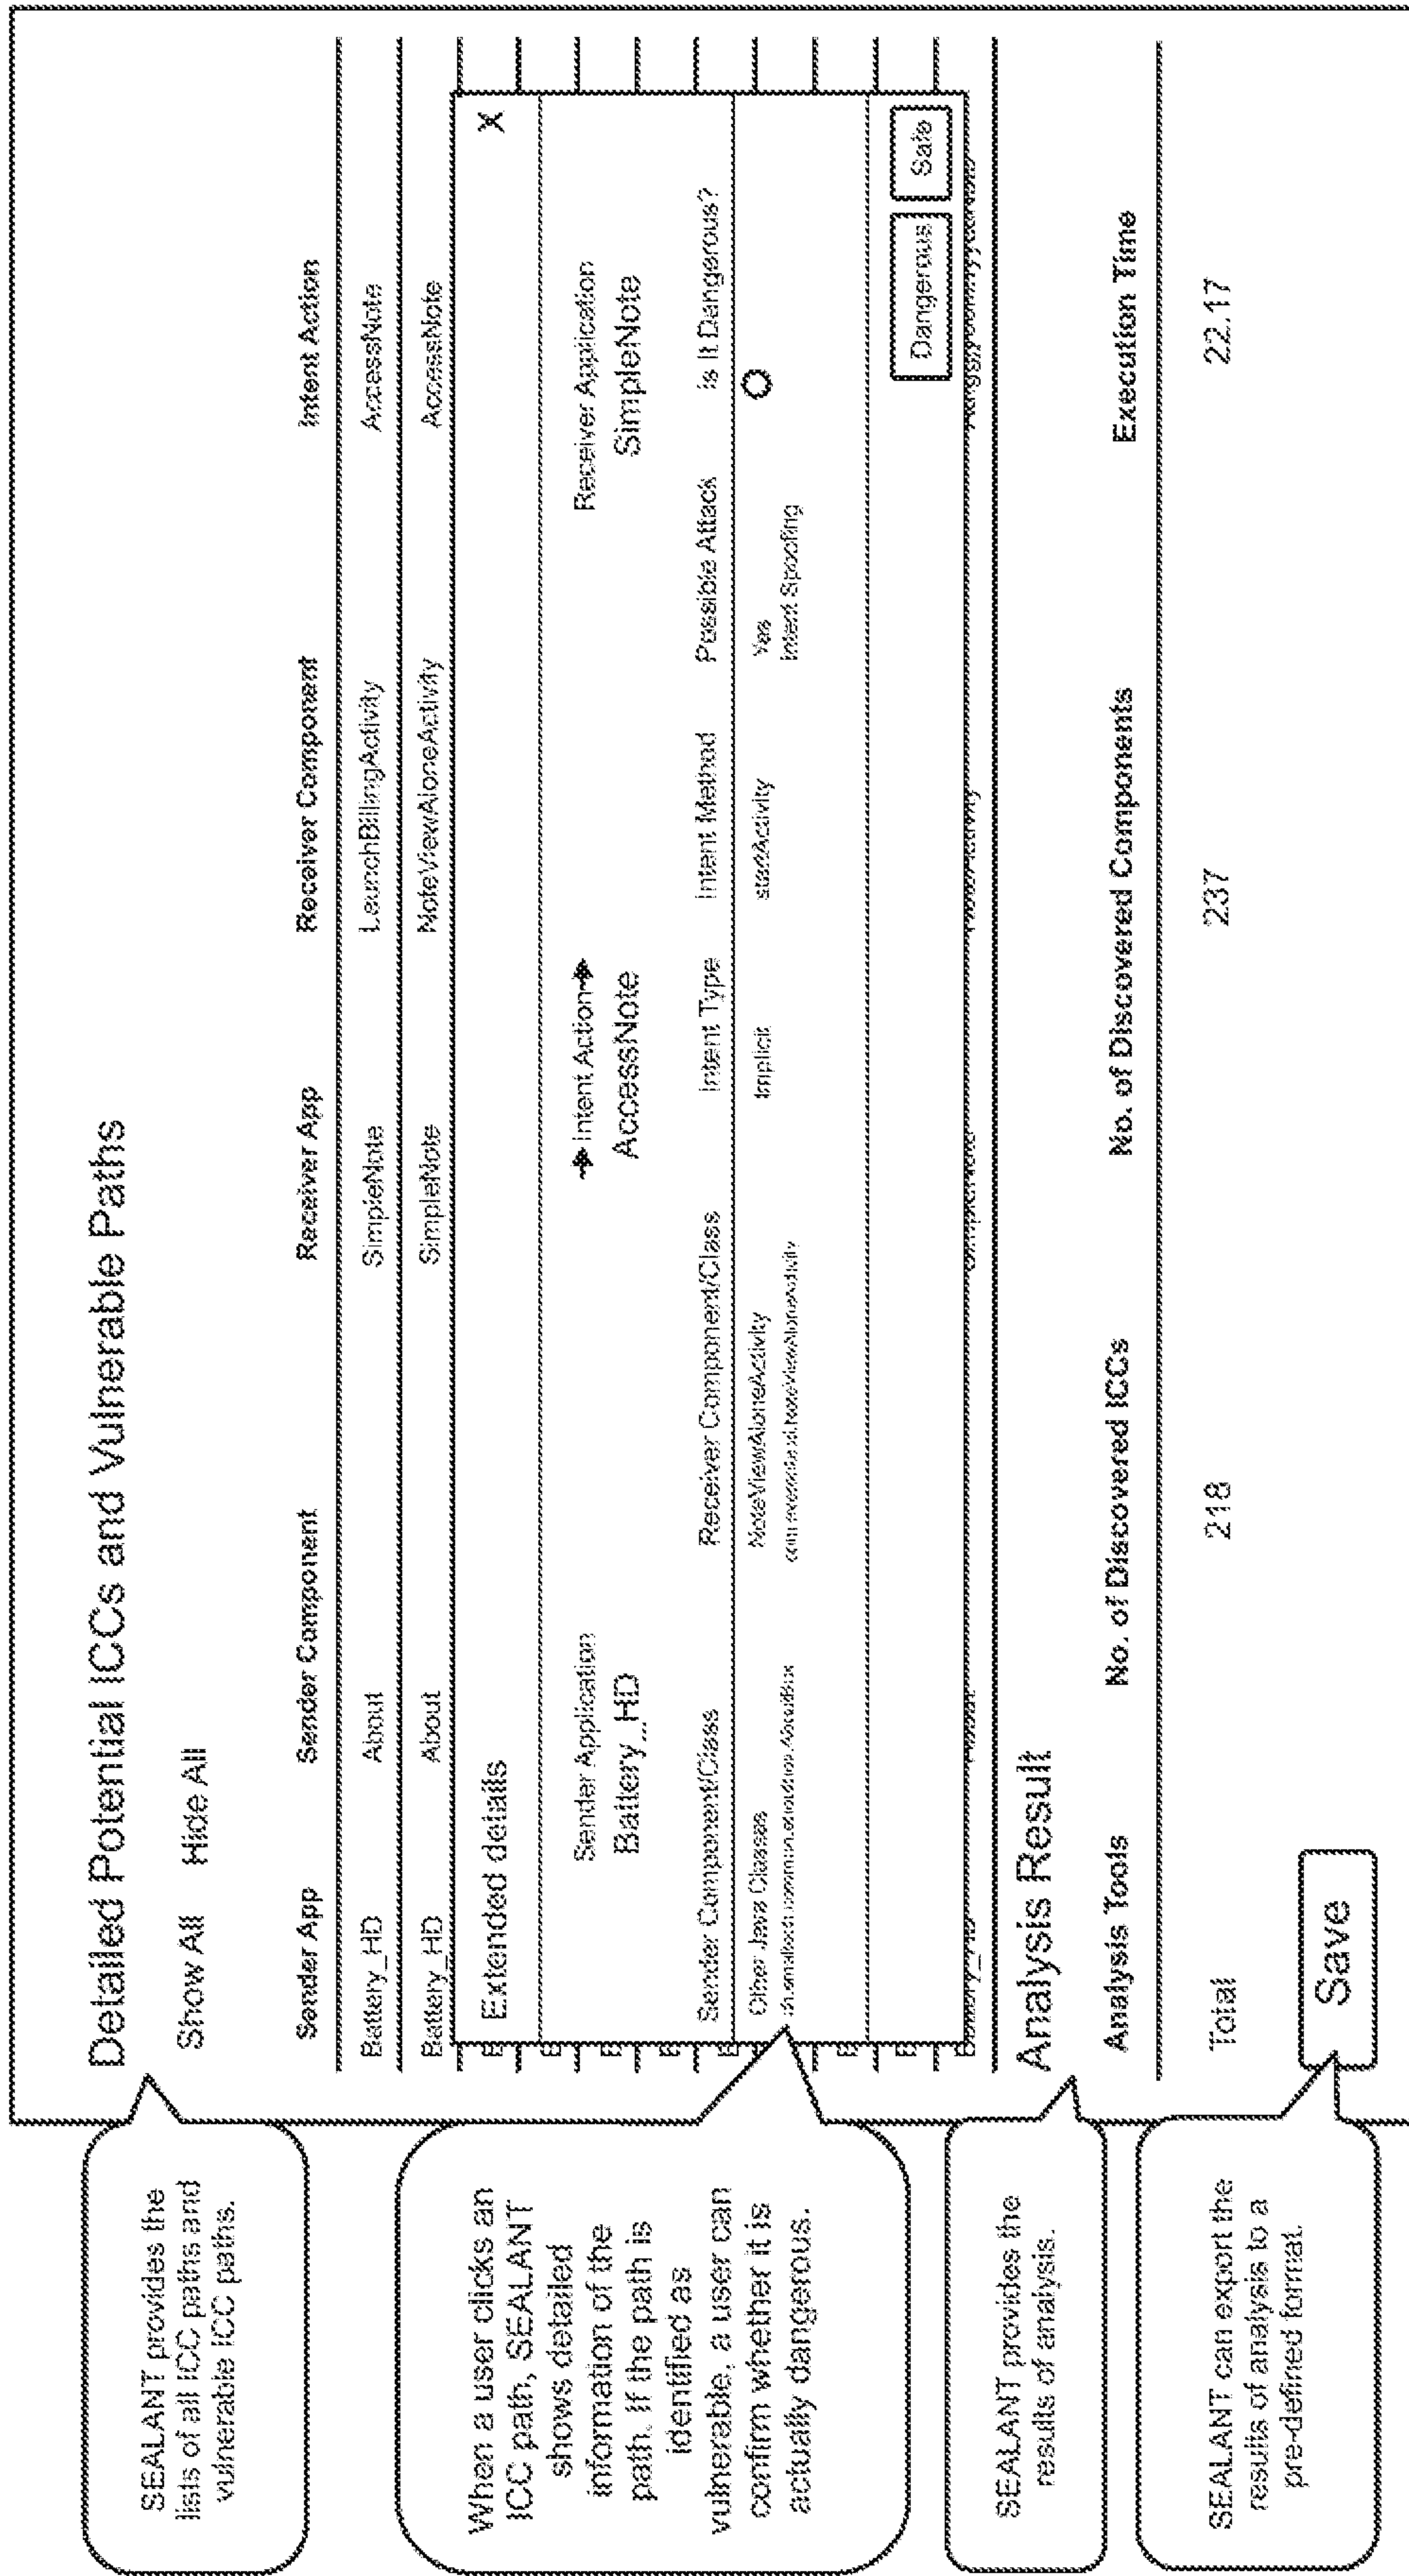 Detailed Potential ICCs and Vulnerable Paths
Show All Hide All
Sender App Sender Component Receiver App Receiver Component Intent Action
Battery_HD About SimpleNote LaunchBillingActivity AccessNote
Battery_HD About SimpleNote NoteViewAloneActivity AccessNote
Extended details X
Sender Application Intent Action Receiver Application
Battery_HD AccessNote SimpleNote
Sender Component/Class Receiver Component/Class Intent Type Intent Method Possible Attack Is It Dangerous?
Other Java Classes NoteViewAloneActivity Implicit startActivity Yes
Intent Spoofing
Dangerous Safe
Analysis Result
Analysis Tools No. of Discovered ICCs No. of Discovered Components Execution Time
Total 218 237 22.17
Save
SEALANT provides the
lists of all ICC paths and
vulnerable ICC paths.
When a user clicks an
ICC path, SEALANT
shows detailed
information of the
path. If the path is
identified as
vulnerable, a user can
confirm whether it is
actually dangerous.
SEALANT provides the
results of analysis.
SEALANT can export the
results of analysis to a
pre-defined format.